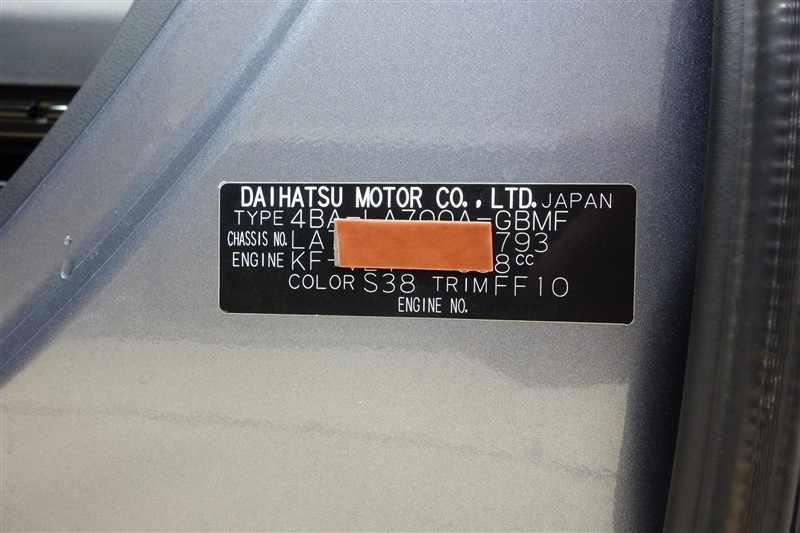 DAIHATSU MOTOR CO.,LTD. JAPAN
TYPE 4BA-LA700A-GBMF
CHASSIS NO. LA 793
ENGINE KF- 8cc
COLOR S38 TRIM FF10
ENGINE NO.